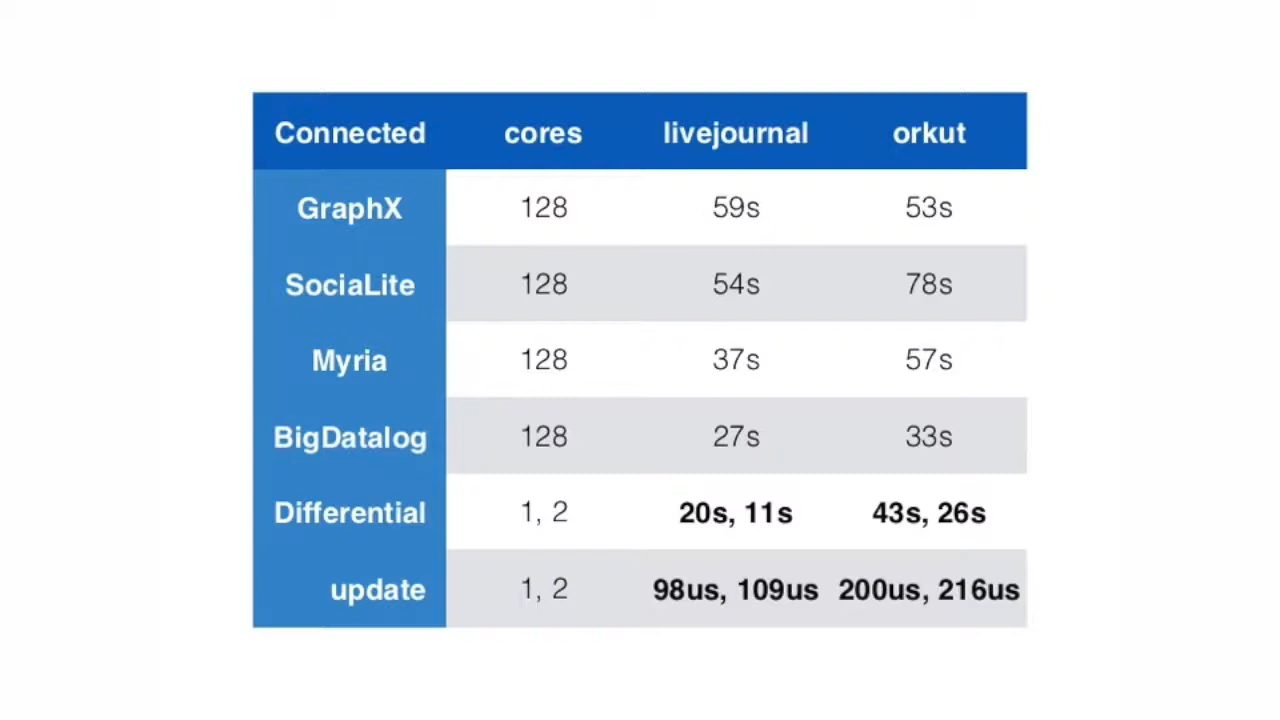 Connected cores livejournal orkut
GraphX 128 59s 53s
SociaLite 128 54s 78s
Myria 128 37s 57s
BigDatalog 128 27s 33s
Differential 1, 2 20s, 11s 43s, 26s
update 1, 2 98us, 109us 200us, 216us